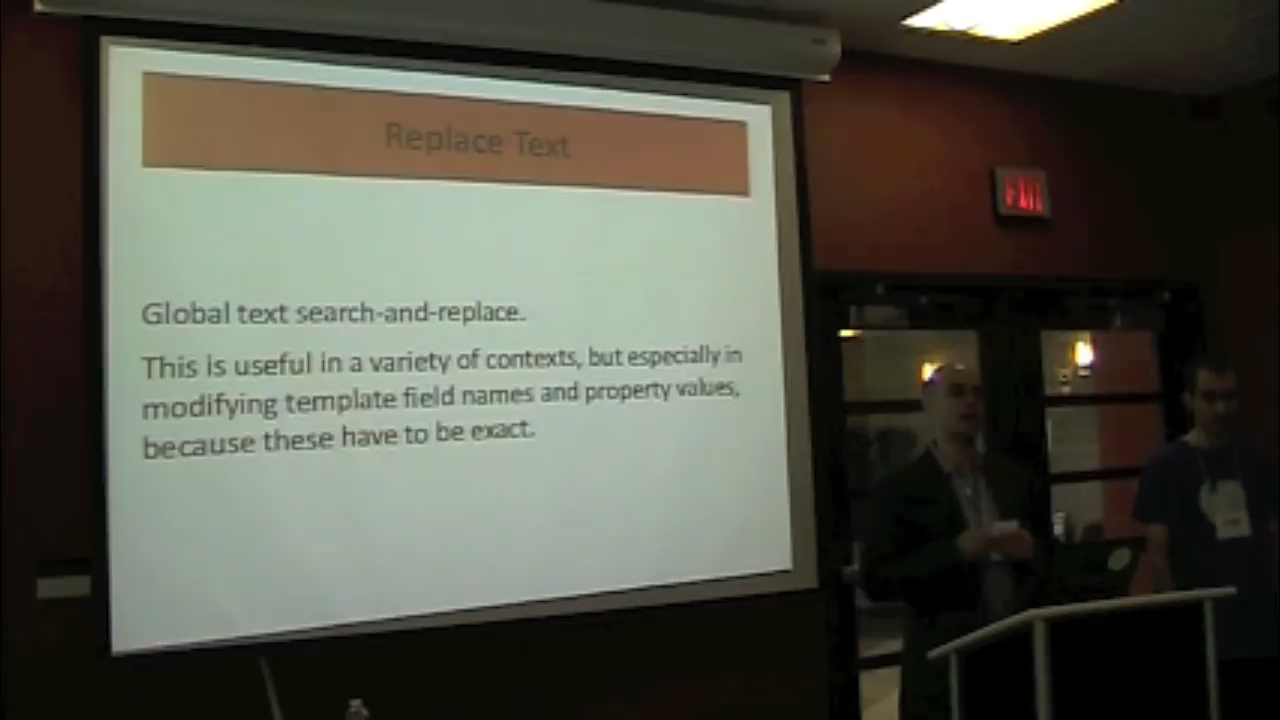 Replace Text
Global text search-and-replace.
This is useful in a variety of contexts, but especially in
modifying template field names and property values,
because these have to be exact.
EXIT